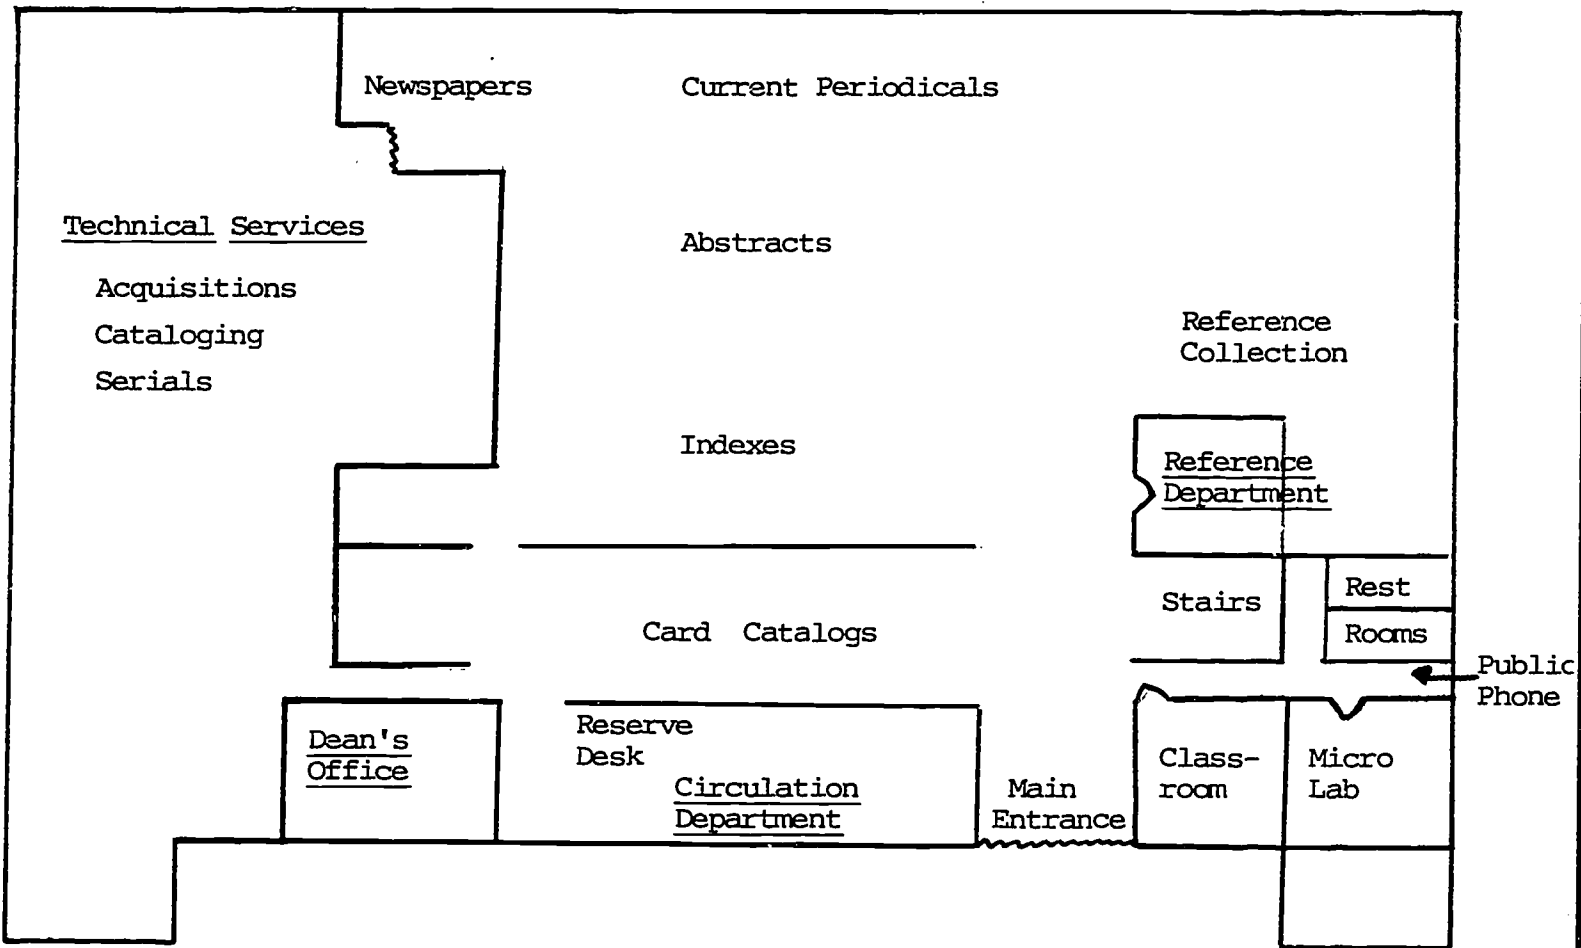 Newspapers
Current Periodicals
Technical Services
Acquisitions
Cataloging
Serials
Abstracts
Reference
Collection
Indexes
Reference
Department
Stairs
Rest
Rooms
Card Catalogs
Public
Phone
Dean's
Office
Reserve
Desk
Circulation
Department
Main
Entrance
Class-
room
Micro
Lab